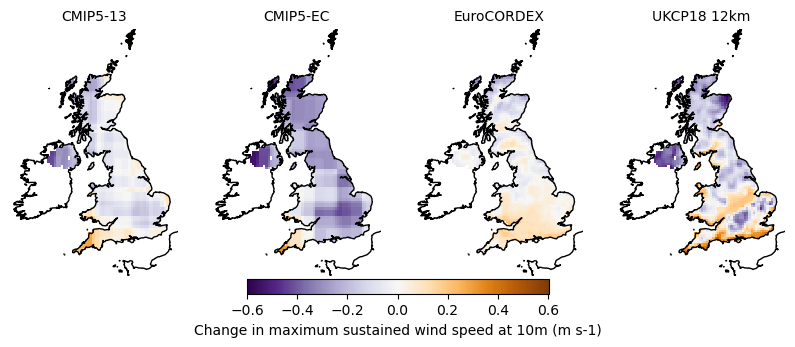 CMIP5-13 CMIP5-EC EuroCORDEX UKCP18 12km
−0.6 −0.4 −0.2 0.0 0.2 0.4 0.6
Change in maximum sustained wind speed at 10m (m s-1)